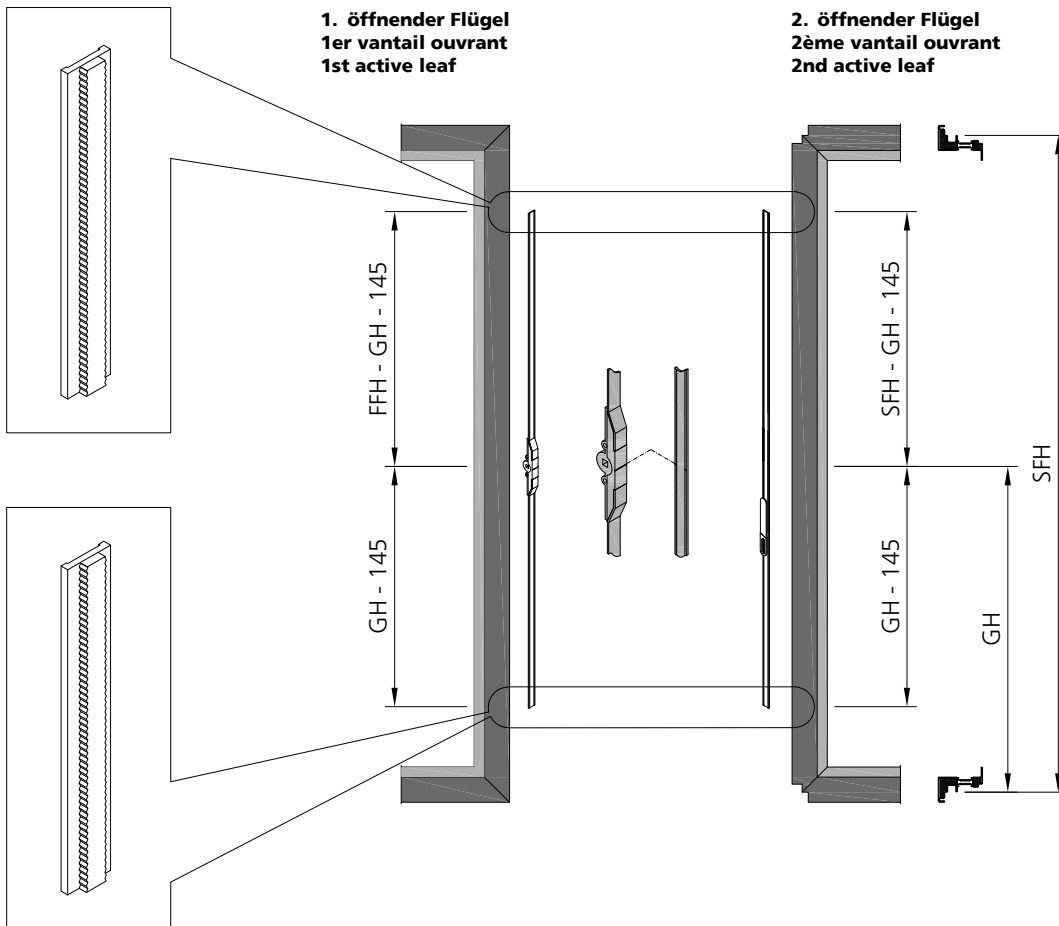 1. öffnender Flügel
1er vantail ouvrant
1st active leaf
2. öffnender Flügel
2ème vantail ouvrant
2nd active leaf
FFH - GH - 145
GH - 145
SFH - GH - 145
GH - 145
GH
SFH